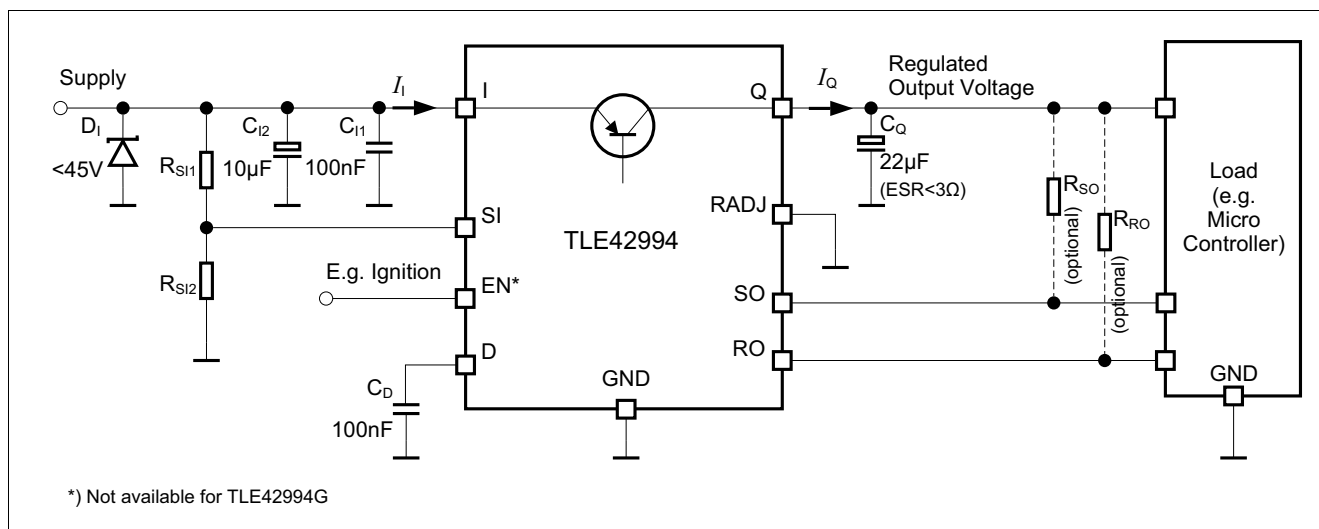 Supply
D_I
<45V
R_SI1
C_I2
10µF
C_I1
100nF
I_I
I
Q
I_Q
Regulated
Output Voltage
C_Q
22µF
(ESR<3Ω)
R_SO
(optional)
R_RO
(optional)
Load
(e.g.
Micro
Controller)
SI
RADJ
TLE42994
R_SI2
E.g. Ignition
EN*
SO
D
RO
GND
GND
C_D
100nF
*) Not available for TLE42994G